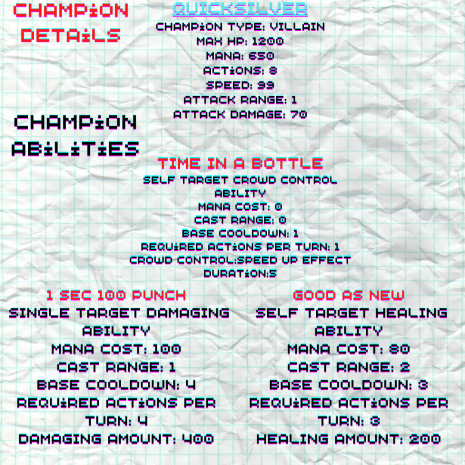 CHAMPiON
DETAiLS
QUICKSILVER
CHAMPiON TYPE: VILLAIN
MAX HP: 1200
MANA: 650
ACTiONS: 8
SPEED: 99
ATTACK RANGE: 1
ATTACK DAMAGE: 70
CHAMPiON
ABiLiTiES
TIME IN A BOTTLE
SELF TARGET CROWD CONTROL
ABILITY
MANA COST: 0
CAST RANGE: 0
BASE COOLDOWN: 1
REQUiRED ACTiONS PER TURN: 1
CROWD CONTROL:SPEED UP EFFECT
DURATiON:5
1 SEC 100 PUNCH
SINGLE TARGET DAMAGING
ABILITY
MANA COST: 100
CAST RANGE: 1
BASE COOLDOWN: 4
REQUiRED ACTiONS PER
TURN: 4
DAMAGING AMOUNT: 400
GOOD AS NEW
SELF TARGET HEALING
ABILITY
MANA COST: 80
CAST RANGE: 2
BASE COOLDOWN: 3
REQUiRED ACTiONS PER
TURN: 3
HEALING AMOUNT: 200